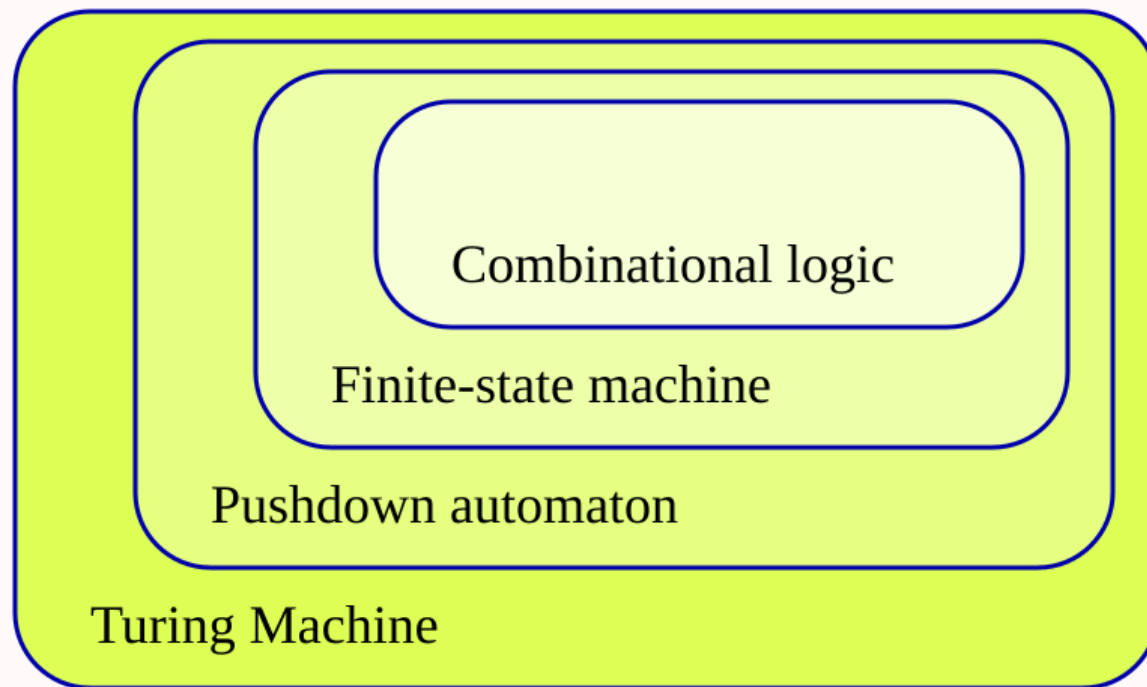 Combinational logic
Finite-state machine
Pushdown automaton
Turing Machine